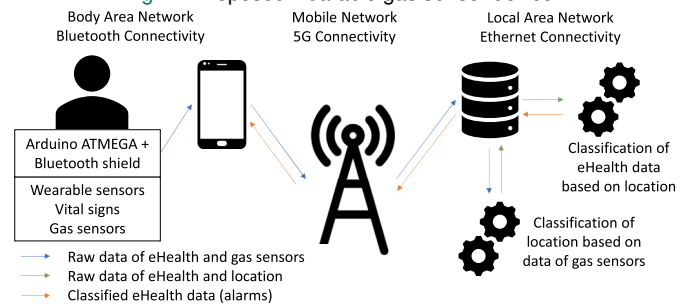 Body Area Network
Bluetooth Connectivity
Mobile Network
5G Connectivity
Local Area Network
Ethernet Connectivity
Arduino ATMEGA +
Bluetooth shield
Wearable sensors
Vital signs
Gas sensors
Classification of
eHealth data
based on location
Classification of
location based on
data of gas sensors
Raw data of eHealth and gas sensors
Raw data of eHealth and location
Classified eHealth data (alarms)